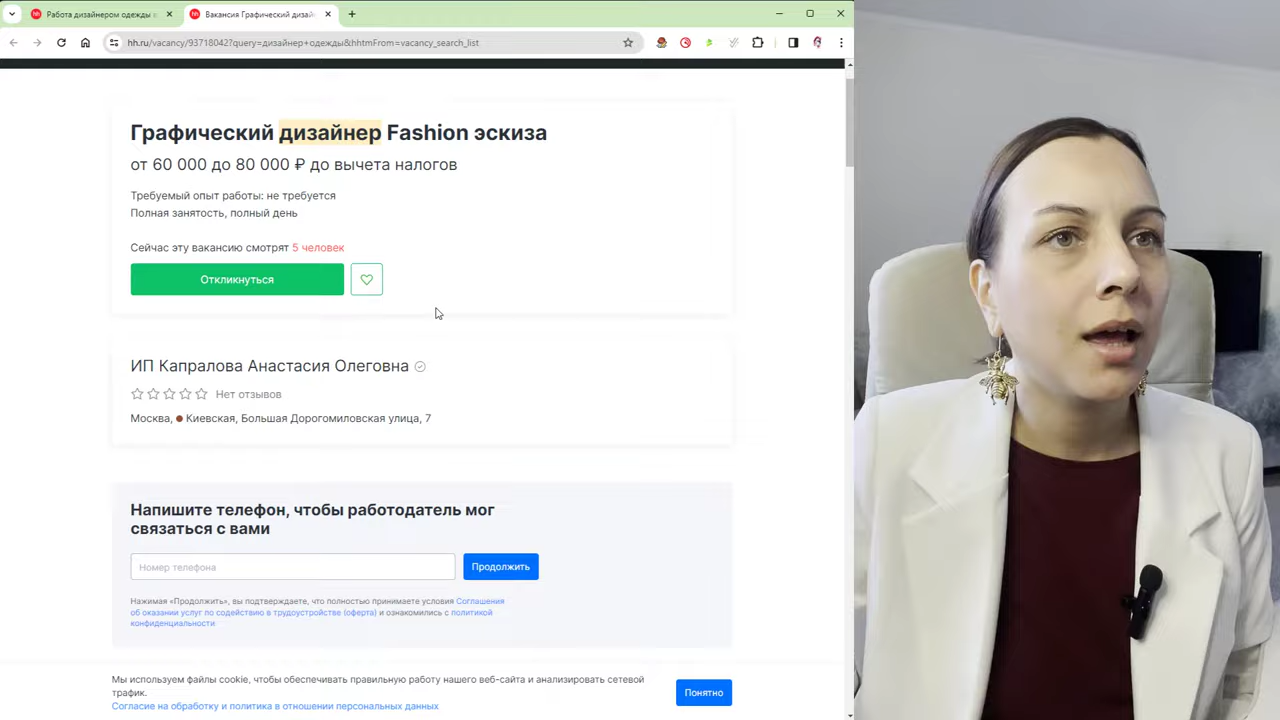 Работа дизайнером одежды в
Вакансия Графический дизай
hh.ru/vacancy/93718042?query=дизайнер+одежды&hhtmFrom=vacancy_search_list
Графический дизайнер Fashion эскиза
от 60 000 до 80 000 ₽ до вычета налогов
Требуемый опыт работы: не требуется
Полная занятость, полный день
Сейчас эту вакансию смотрят 5 человек
Откликнуться
ИП Капралова Анастасия Олеговна
Нет отзывов
Москва, Киевская, Большая Дорогомиловская улица, 7
Напишите телефон, чтобы работодатель мог
связаться с вами
Номер телефона
Продолжить
Нажимая «Продолжить», вы подтверждаете, что полностью принимаете условия Соглашения
об оказании услуг по содействию в трудоустройстве (оферта) и ознакомились с политикой
конфиденциальности
Мы используем файлы cookie, чтобы обеспечивать правильную работу нашего веб-сайта и анализировать сетевой
трафик.
Согласие на обработку и политика в отношении персональных данных
Понятно